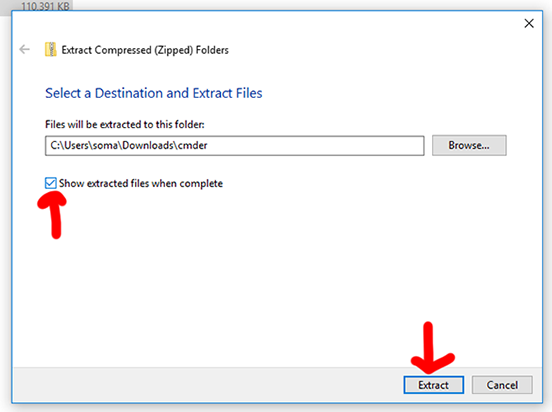 110.391 KB
Extract Compressed (Zipped) Folders
Select a Destination and Extract Files
Files will be extracted to this folder:
C:\Users\soma\Downloads\cmder
Browse...
Show extracted files when complete
Extract
Cancel